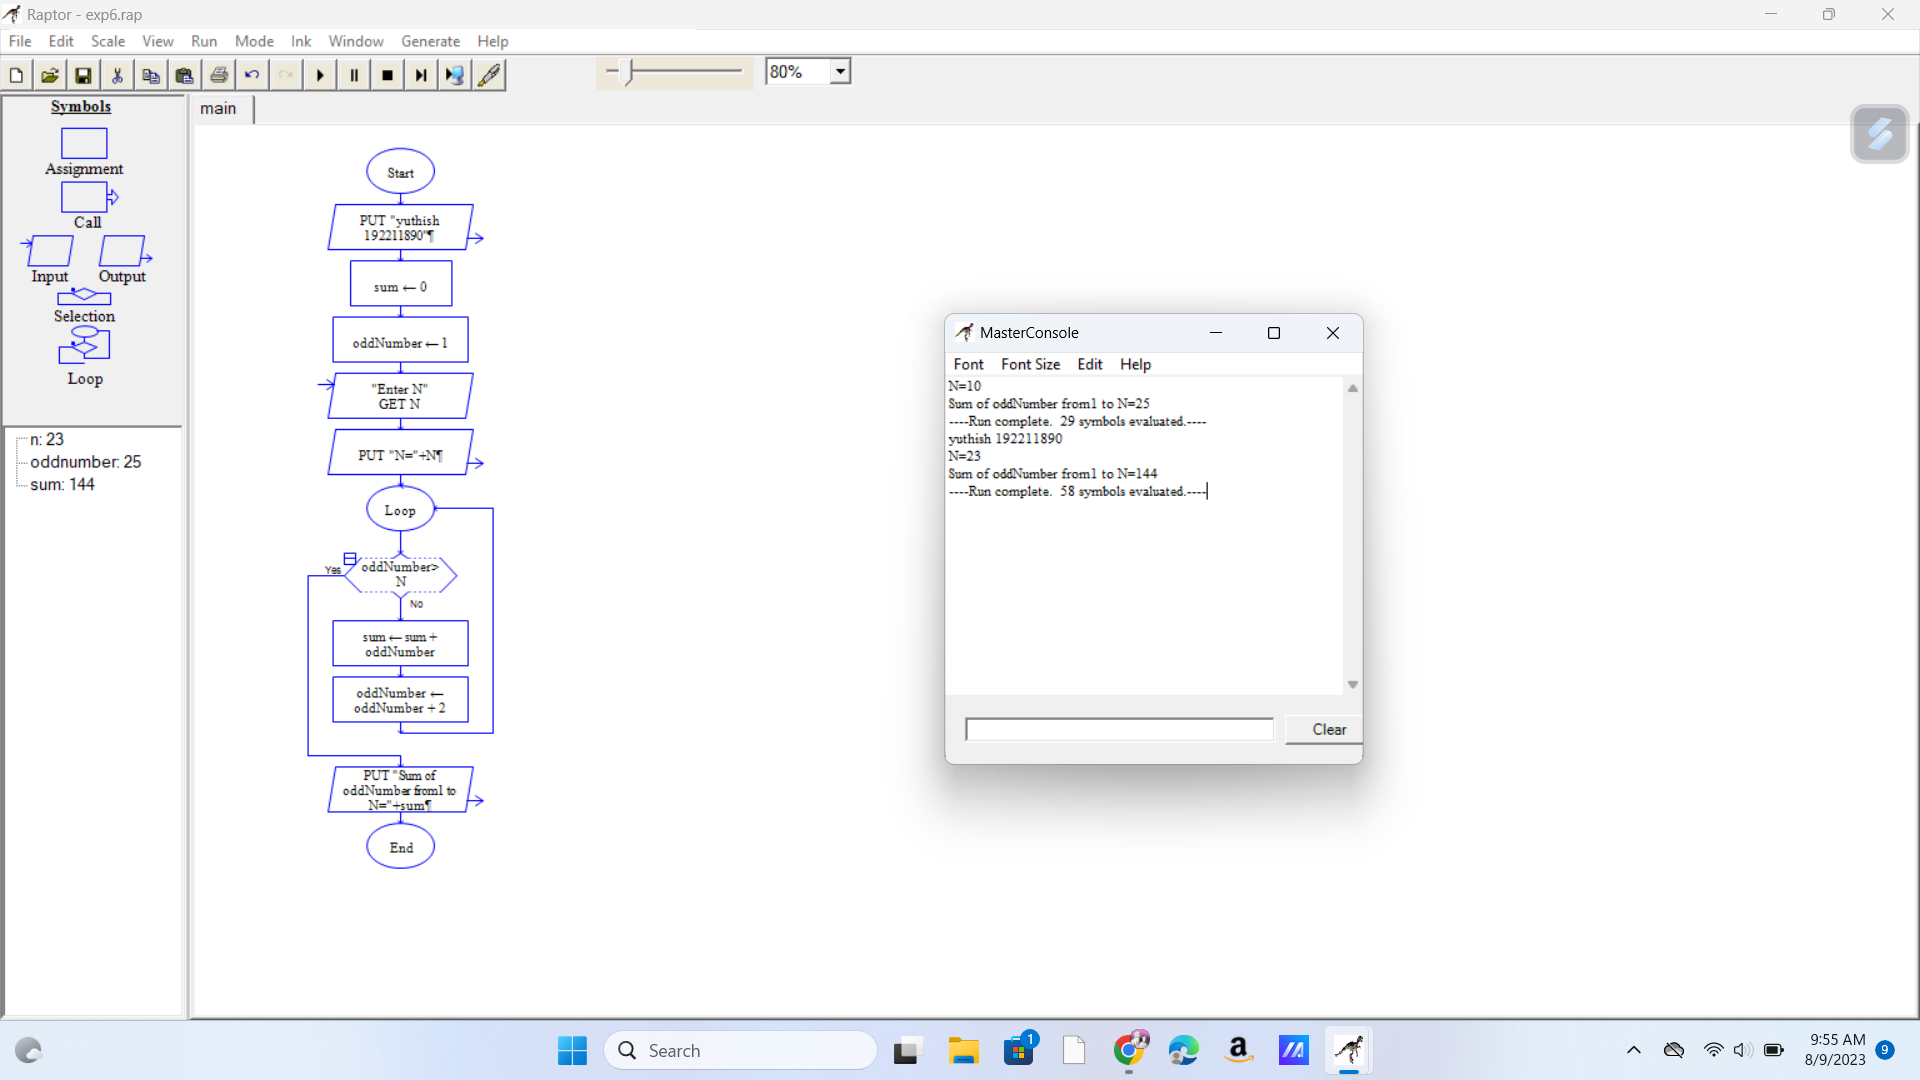 Raptor - exp6.rap
File Edit Scale View Run Mode Ink Window Generate Help
80%
Symbols
Assignment
Call
Input Output
Selection
Loop
n: 23
oddnumber: 25
sum: 144
main
Start
PUT "yuthish
192211890"¶
sum ← 0
oddNumber ← 1
"Enter N"
GET N
PUT "N="+N¶
Loop
Yes
oddNumber>
N
No
sum ← sum +
oddNumber
oddNumber ←
oddNumber + 2
PUT "Sum of
oddNumber from1 to
N="+sum¶
End
MasterConsole
Font Font Size Edit Help
N=10
Sum of oddNumber from1 to N=25
----Run complete.  29 symbols evaluated.----
yuthish 192211890
N=23
Sum of oddNumber from1 to N=144
----Run complete.  58 symbols evaluated.----
Clear
Search
1
a
9:55 AM
8/9/2023
9